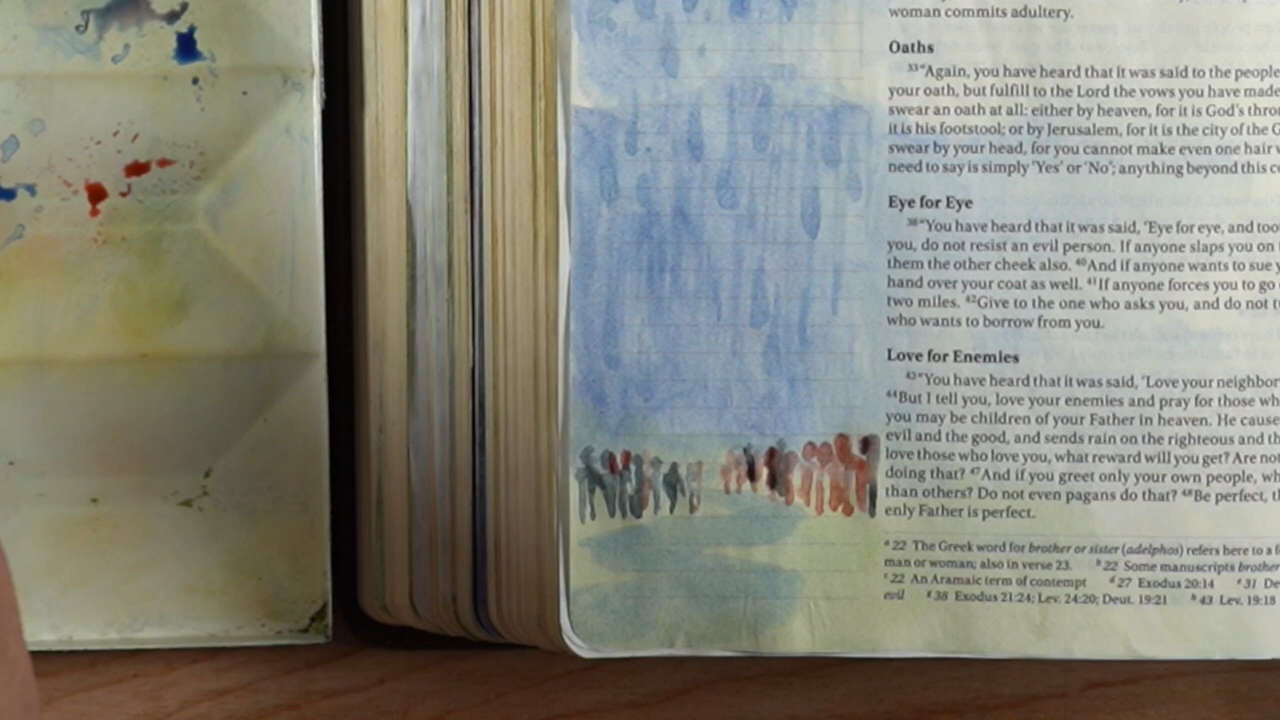 woman commits adultery.
Oaths
33“Again, you have heard that it was said to the people
your oath, but fulfill to the Lord the vows you have made
swear an oath at all: either by heaven, for it is God’s thron
it is his footstool; or by Jerusalem, for it is the city of the G
swear by your head, for you cannot make even one hair w
need to say is simply ‘Yes’ or ‘No’; anything beyond this co
Eye for Eye
38“You have heard that it was said, ‘Eye for eye, and too
you, do not resist an evil person. If anyone slaps you on
them the other cheek also. 40And if anyone wants to sue y
hand over your coat as well. 41If anyone forces you to go
two miles. 42Give to the one who asks you, and do not tu
who wants to borrow from you.
Love for Enemies
43“You have heard that it was said, ‘Love your neighbor
44But I tell you, love your enemies and pray for those wh
you may be children of your Father in heaven. He cause
evil and the good, and sends rain on the righteous and th
love those who love you, what reward will you get? Are not
doing that? 47And if you greet only your own people, wh
than others? Do not even pagans do that? 48Be perfect, t
enly Father is perfect.
a 22 The Greek word for brother or sister (adelphos) refers here to a f
man or woman; also in verse 23. b 22 Some manuscripts brother
c 22 An Aramaic term of contempt d 27 Exodus 20:14 e 31 De
evil g 38 Exodus 21:24; Lev. 24:20; Deut. 19:21 h 43 Lev. 19:18